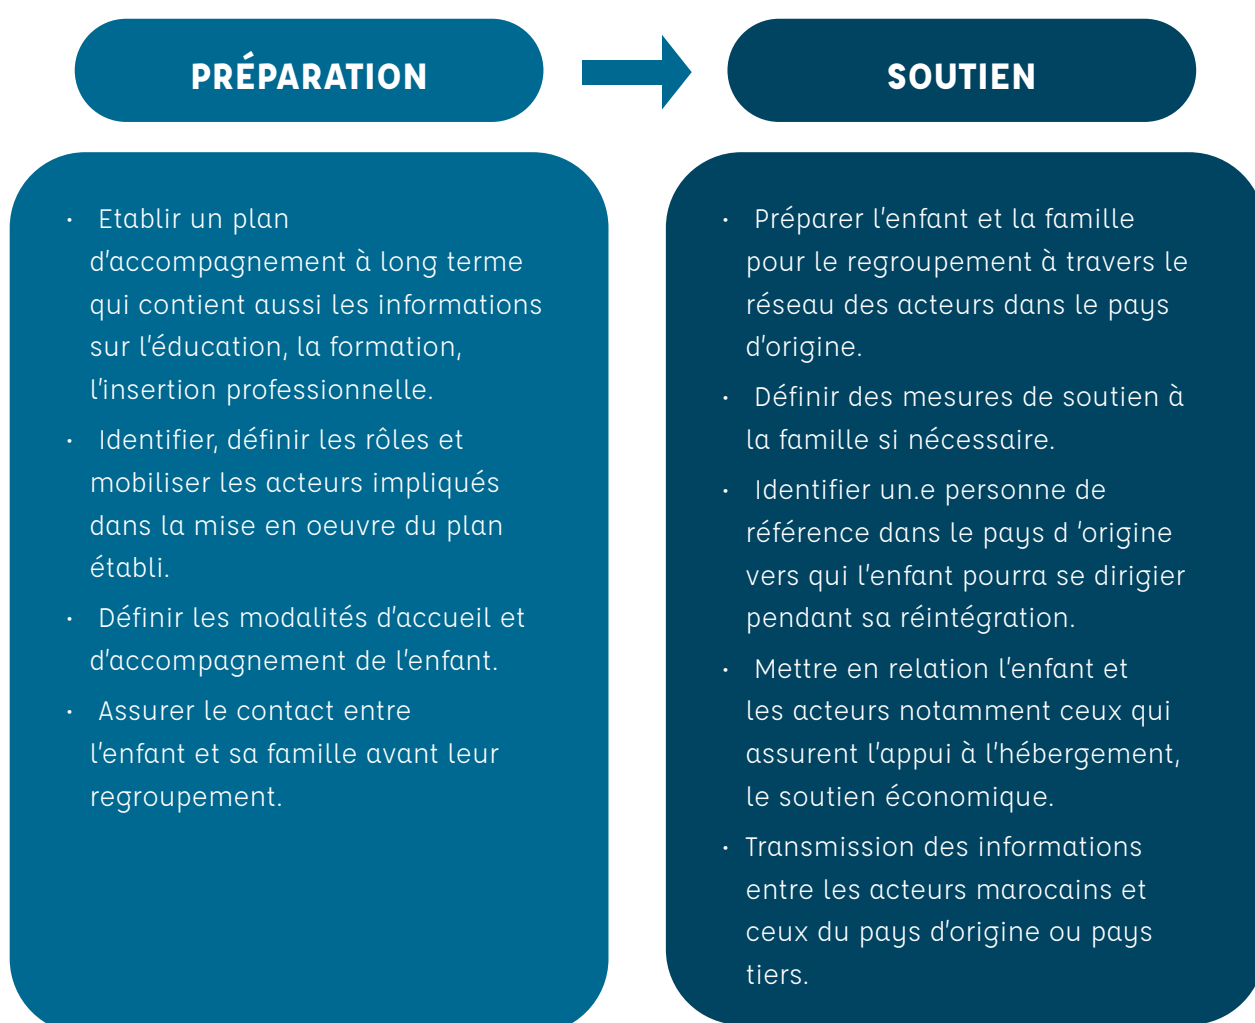 PRÉPARATION
· Etablir un plan
d'accompagnement à long terme
qui contient aussi les informations
sur l'éducation, la formation,
l'insertion professionnelle.
· Identifier, définir les rôles et
mobiliser les acteurs impliqués
dans la mise en oeuvre du plan
établi.
· Définir les modalités d'accueil et
d'accompagnement de l'enfant.
· Assurer le contact entre
l'enfant et sa famille avant leur
regroupement.
SOUTIEN
· Préparer l'enfant et la famille
pour le regroupement à travers le
réseau des acteurs dans le pays
d'origine.
· Définir des mesures de soutien à
la famille si nécessaire.
· Identifier un.e personne de
référence dans le pays d 'origine
vers qui l'enfant pourra se dirigier
pendant sa réintégration.
· Mettre en relation l'enfant et
les acteurs notamment ceux qui
assurent l'appui à l'hébergement,
le soutien économique.
· Transmission des informations
entre les acteurs marocains et
ceux du pays d'origine ou pays
tiers.